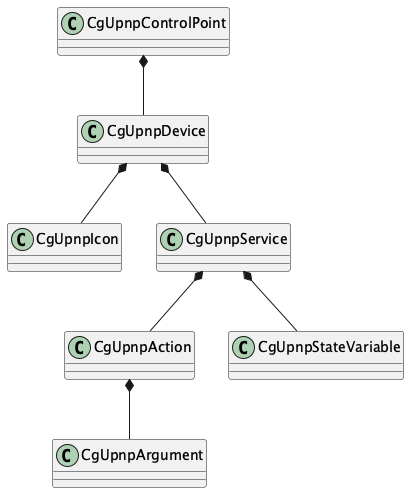 C CgUpnpControlPoint
C CgUpnpDevice
C CgUpnpIcon
C CgUpnpService
C CgUpnpAction
C CgUpnpStateVariable
C CgUpnpArgument